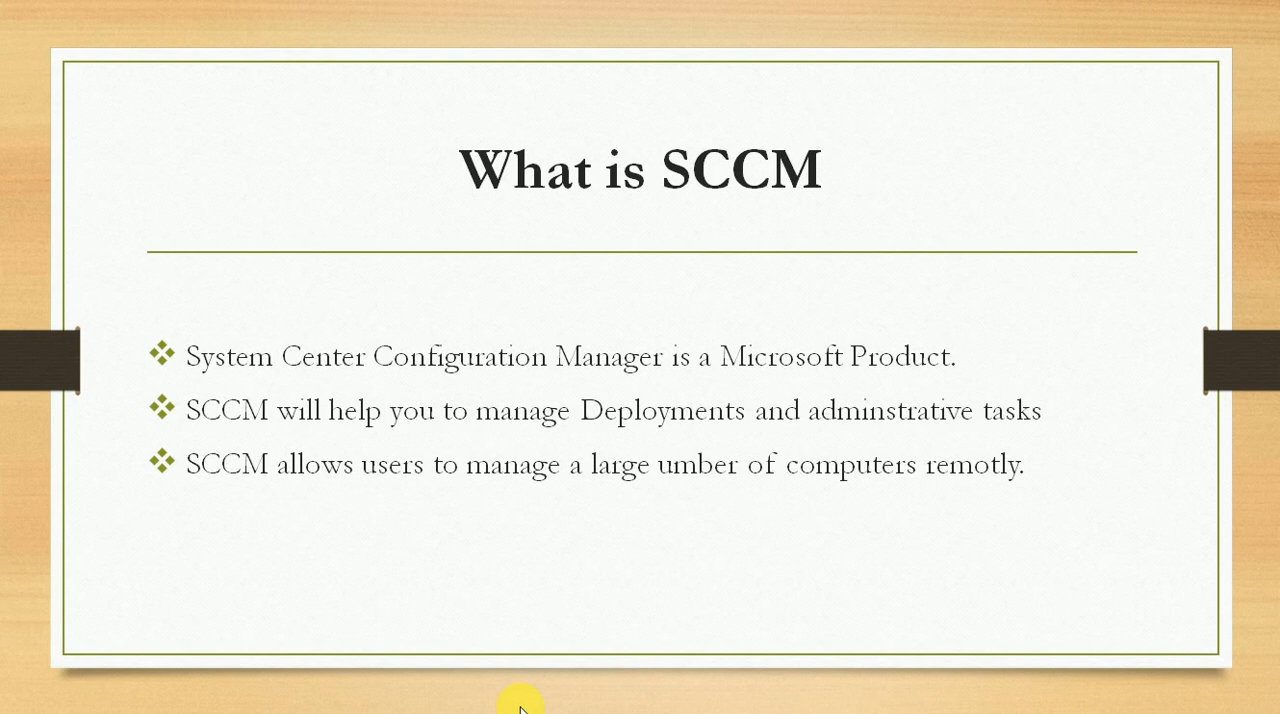 What is SCCM
System Center Configuration Manager is a Microsoft Product.
SCCM will help you to manage Deployments and adminstrative tasks
SCCM allows users to manage a large umber of computers remotly.